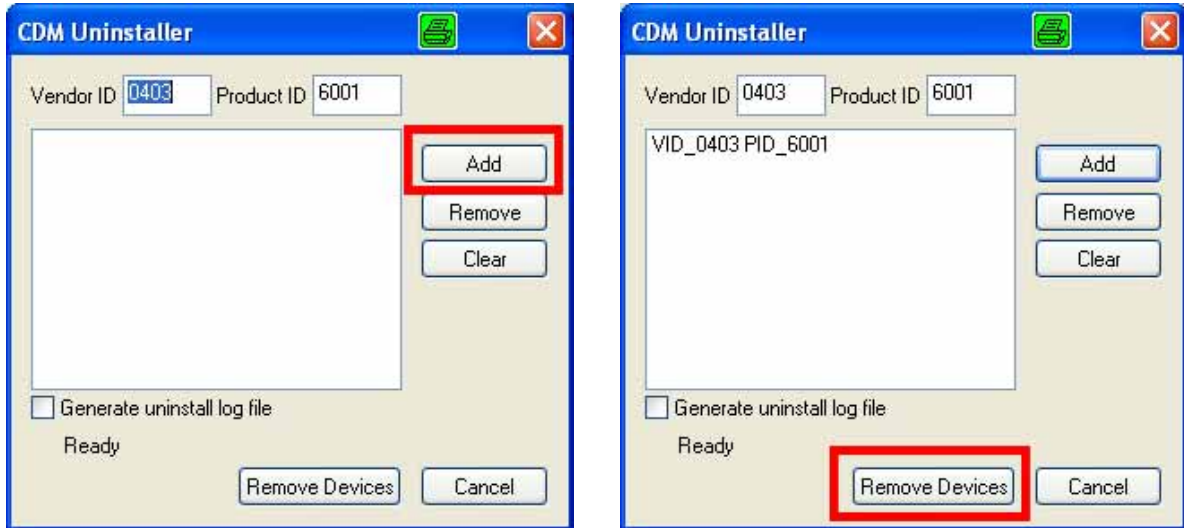 CDM Uninstaller
Vendor ID 0403 Product ID 6001
Add
Remove
Clear
Generate uninstall log file
Ready
Remove Devices Cancel
CDM Uninstaller
Vendor ID 0403 Product ID 6001
VID_0403 PID_6001
Add
Remove
Clear
Generate uninstall log file
Ready
Remove Devices Cancel